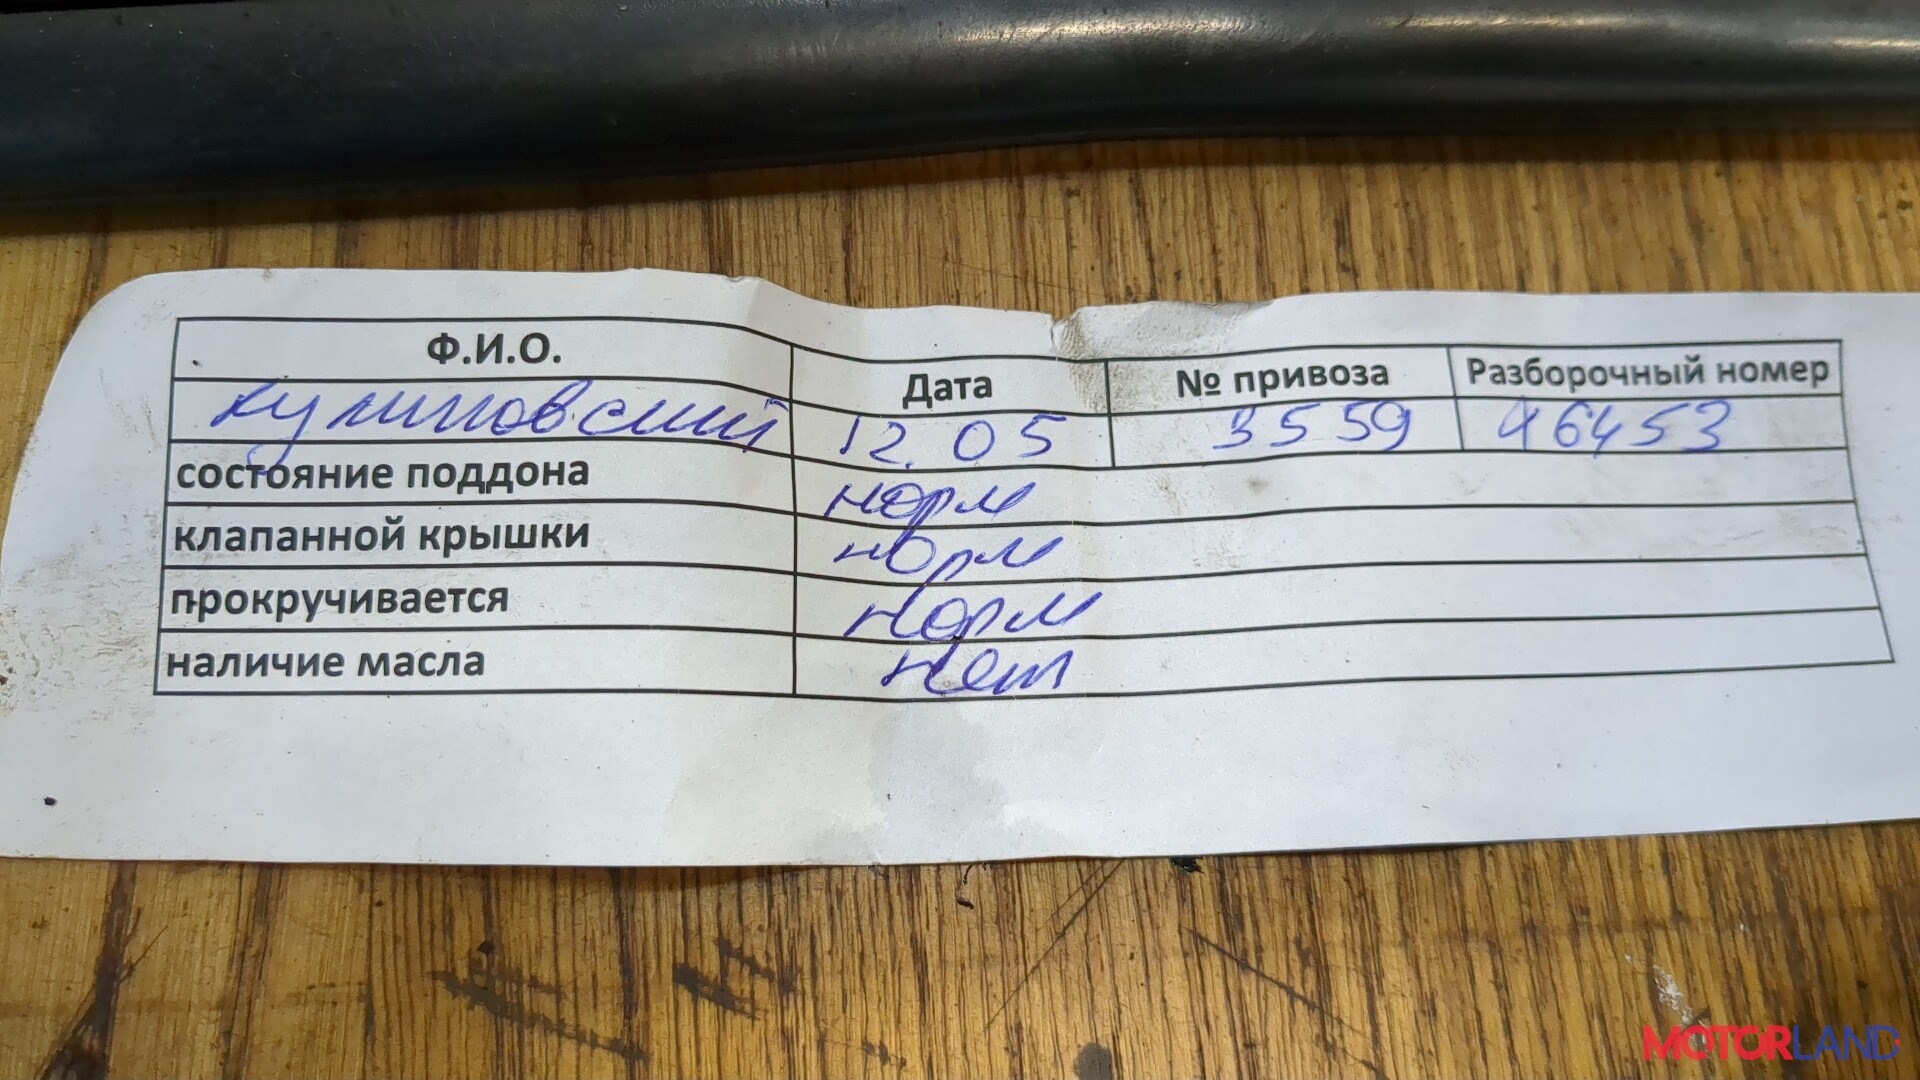 Ф.И.О. Дата № привоза Разборочный номер
12.05 3559 46453
состояние поддона норм
клапанной крышки норм
прокручивается норм
наличие масла нет
MOTORLAND